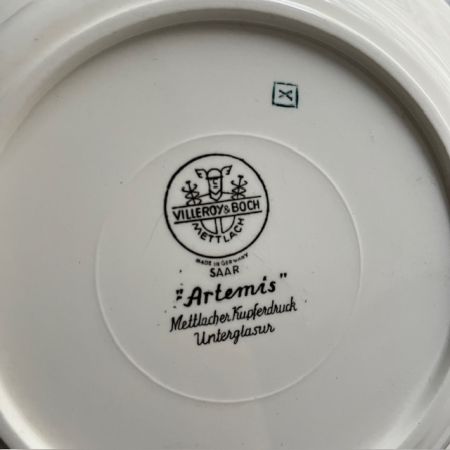 X
VILLEROY & BOCH
METTLACH
MADE IN GERMANY
SAAR
"Artemis"
Mettlacher Kupferdruck
Unterglasur